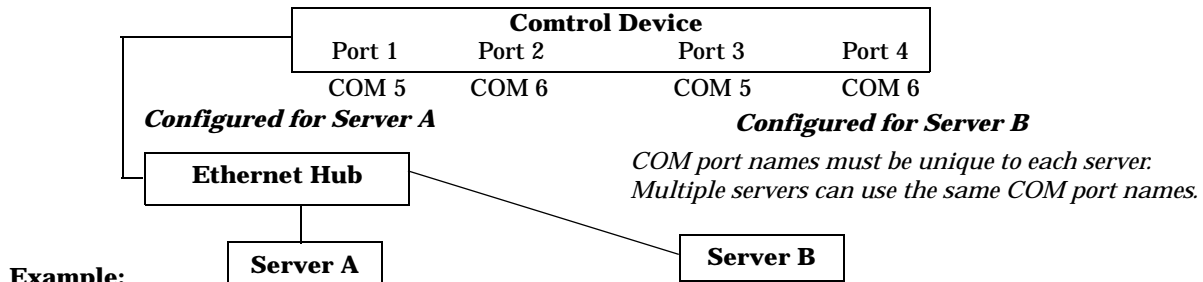 Comtrol Device
Port 1 Port 2 Port 3 Port 4
COM 5 COM 6 COM 5 COM 6
Configured for Server A
Configured for Server B
COM port names must be unique to each server.
Multiple servers can use the same COM port names.
Ethernet Hub
Server A
Server B
Example: